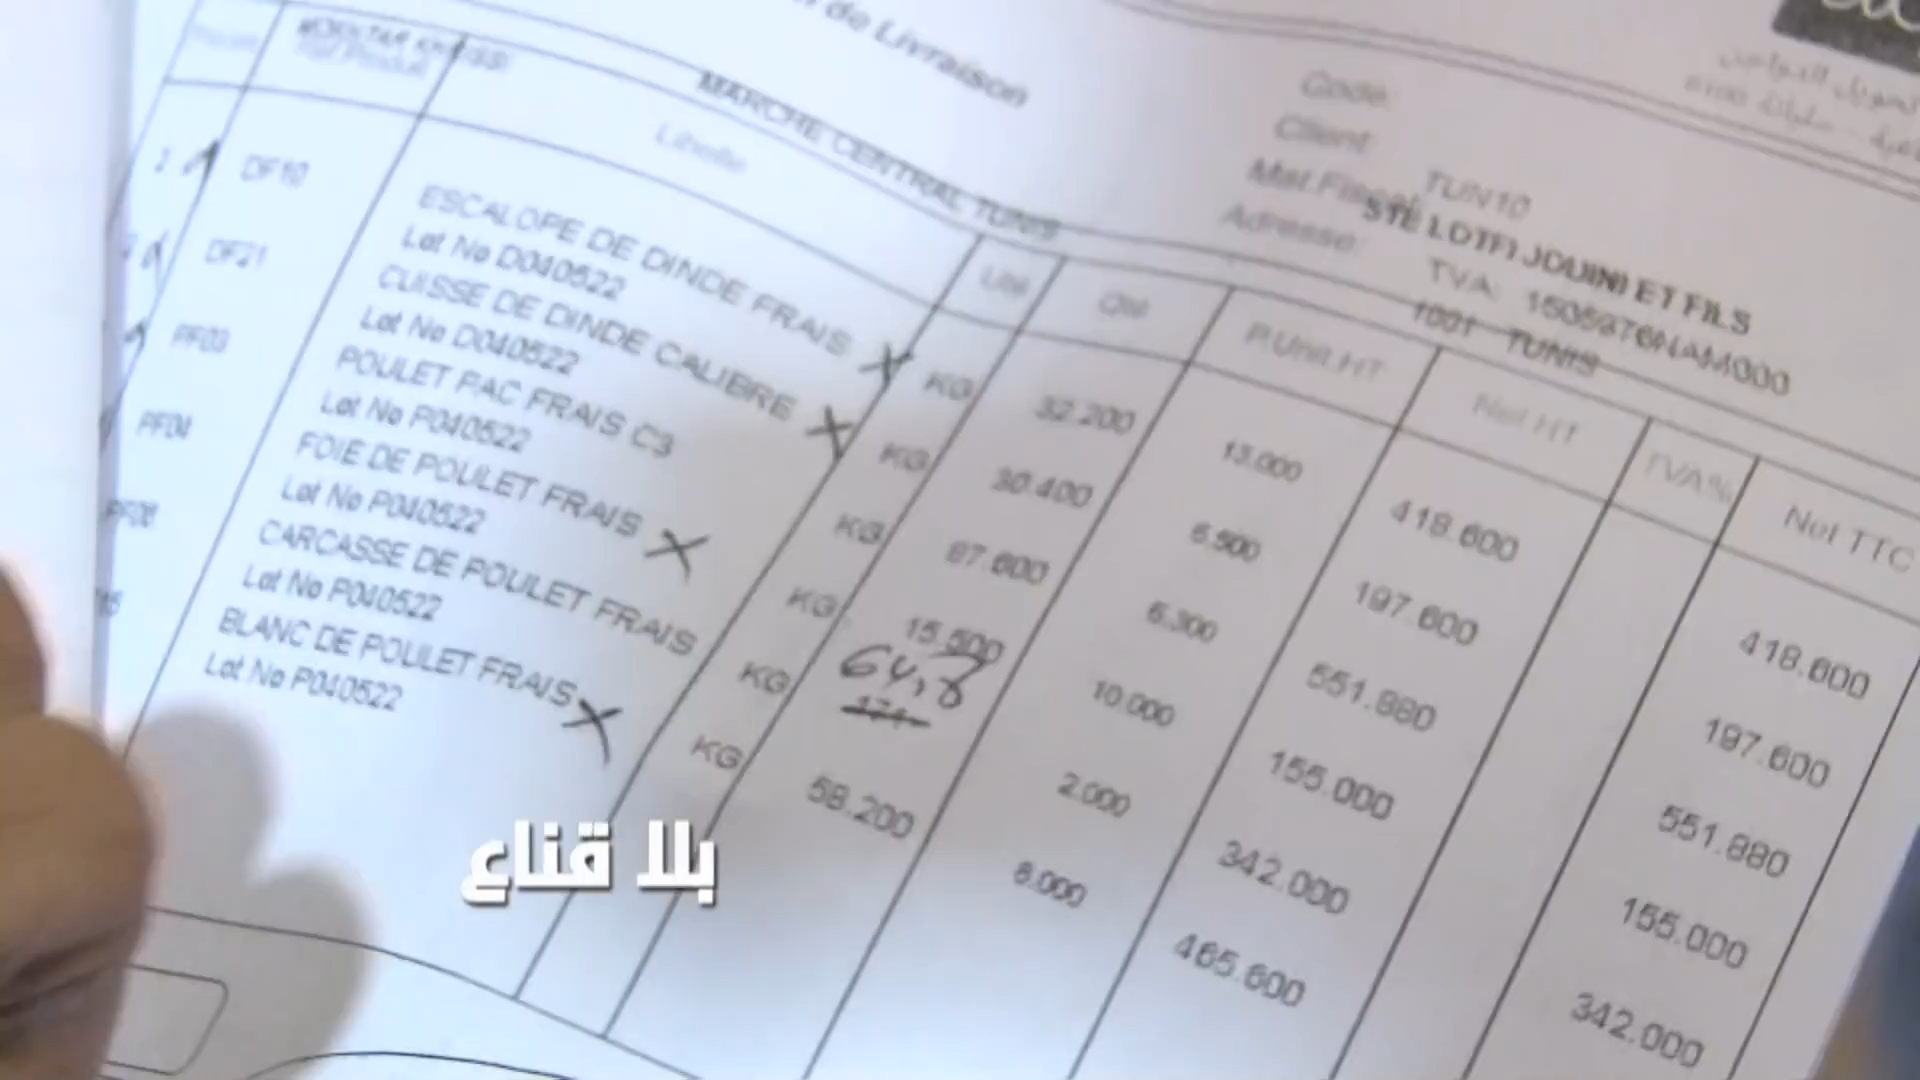 de Livraison
Code
Client TUN10
Mat.Fiscal STE LOTFI JOUINI ET FILS
Adresse: TVA: 1505976NAM000
MARCHE CENTRAL TUNIS 1001 TUNIS
Libelle Qté P.Uni.HT Net HT TVA% Net TTC
DF10 ESCALOPE DE DINDE FRAIS X KG 32.200 13.000 418.600 418.600
Lot No D040522
DF21 CUISSE DE DINDE CALIBRE X KG 30.400 6.500 197.600 197.600
Lot No D040522
PF03 POULET PAC FRAIS C3 KG 87.600 6.300 551.880 551.880
Lot No P040522
PF04 FOIE DE POULET FRAIS X KG 15.500 10.000 155.000 155.000
Lot No P040522
CARCASSE DE POULET FRAIS KG 64,8 171 2.000 342.000 342.000
Lot No P040522
BLANC DE POULET FRAIS X KG 58.200 8.000 465.600
Lot No P040522
بلا قناع